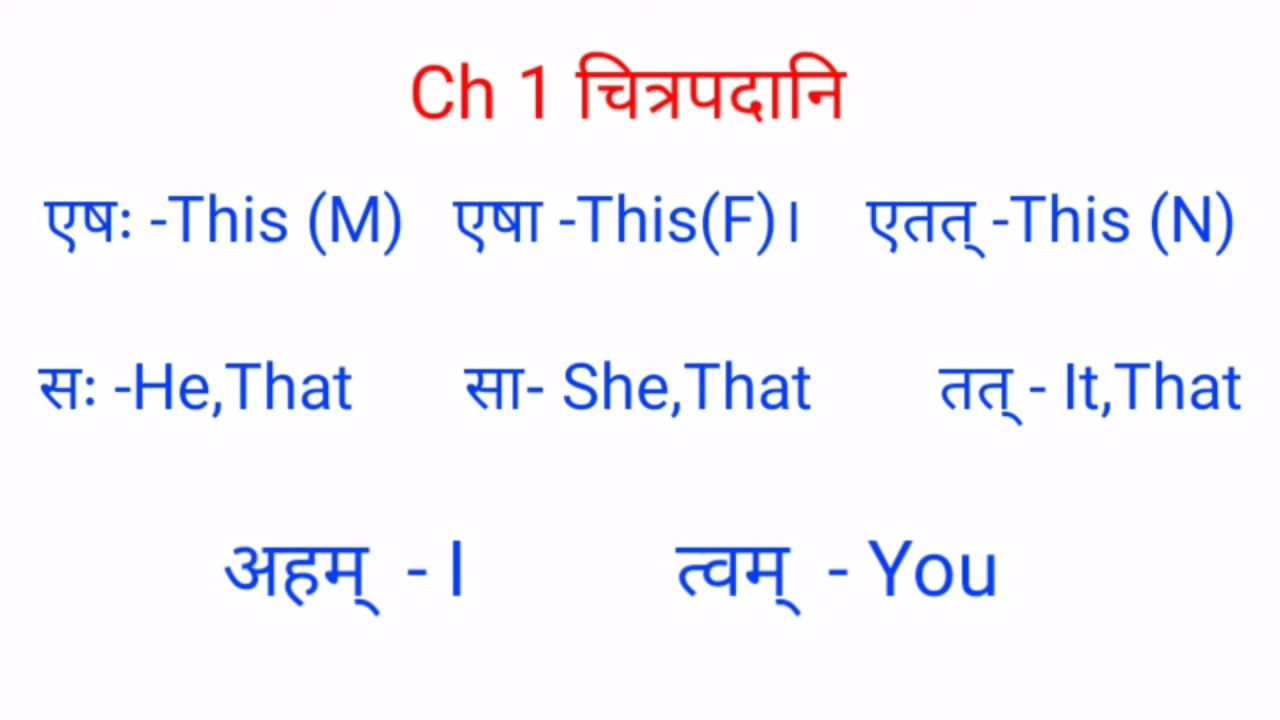 Ch 1 चित्रपदानि
एषः -This (M) एषा -This(F)। एतत् -This (N)
सः -He,That सा- She,That तत् - It,That
अहम् - I त्वम् - You